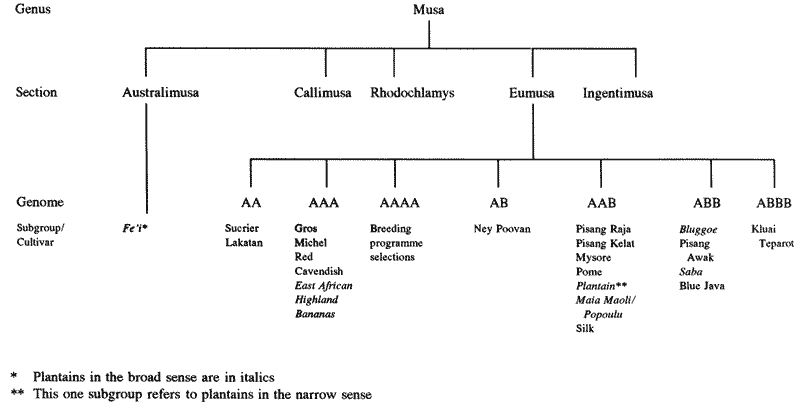 Genus Musa
Section Australimusa Callimusa Rhodochlamys Eumusa Ingentimusa
Genome AA AAA AAAA AB AAB ABB ABBB
Subgroup/ Fe'i* Sucrier Gros Breeding Ney Poovan Pisang Raja Bluggoe Kluai
Cultivar Lakatan Michel programme Pisang Kelat Pisang Teparot
Red selections Mysore Awak
Cavendish Pome Saba
East African Plantain** Blue Java
Highland Maia Maoli/
Bananas Popoulu
Silk
* Plantains in the broad sense are in italics
** This one subgroup refers to plantains in the narrow sense